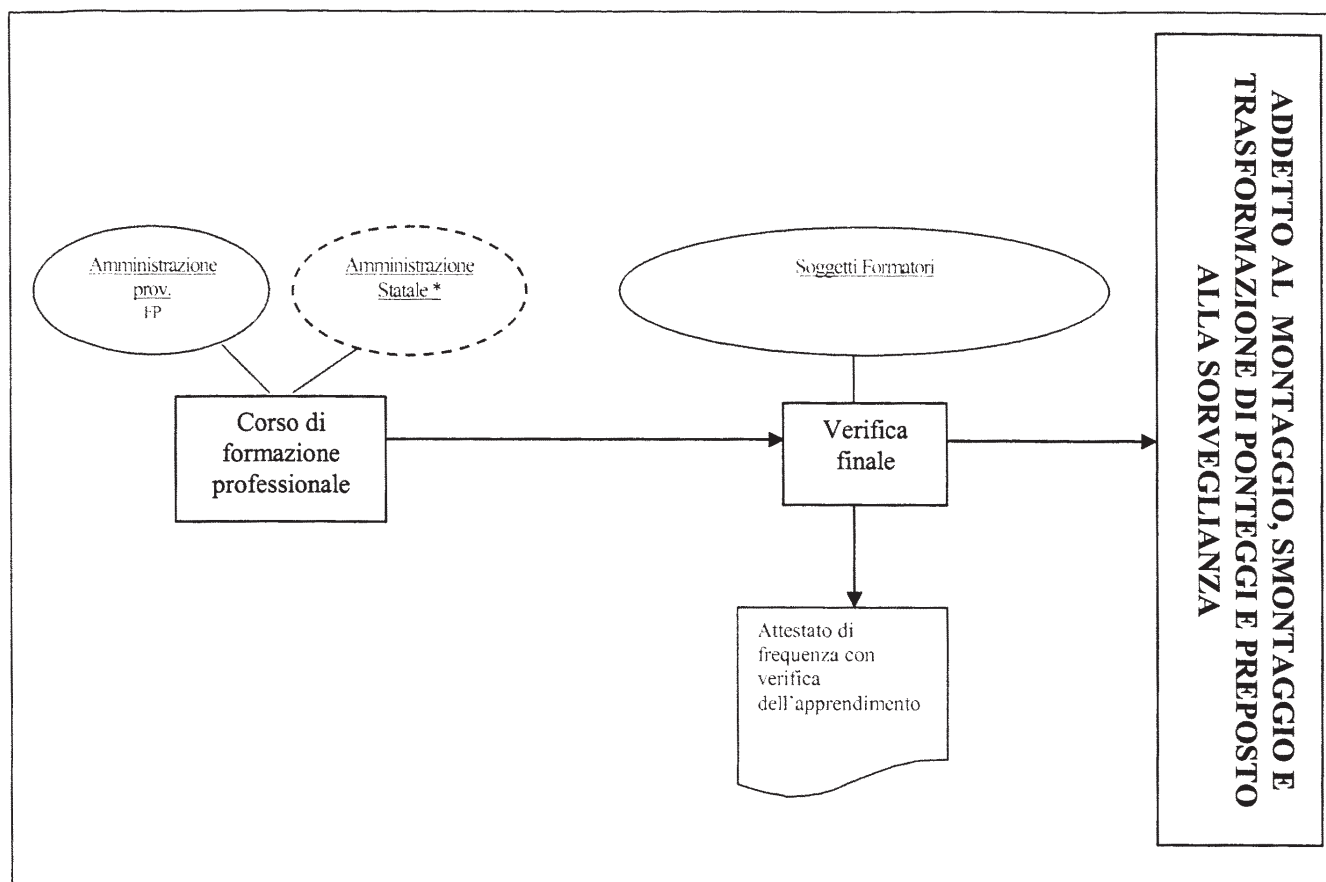 Amministrazione
prov.
FP
Amministrazione
Statale *
Soggetti Formatori
Corso di
formazione
professionale
Verifica
finale
Attestato di
frequenza con
verifica
dell'apprendimento
ADDETTO AL MONTAGGIO, SMONTAGGIO E
TRASFORMAZIONE DI PONTEGGI E PREPOSTO
ALLA SORVEGLIANZA